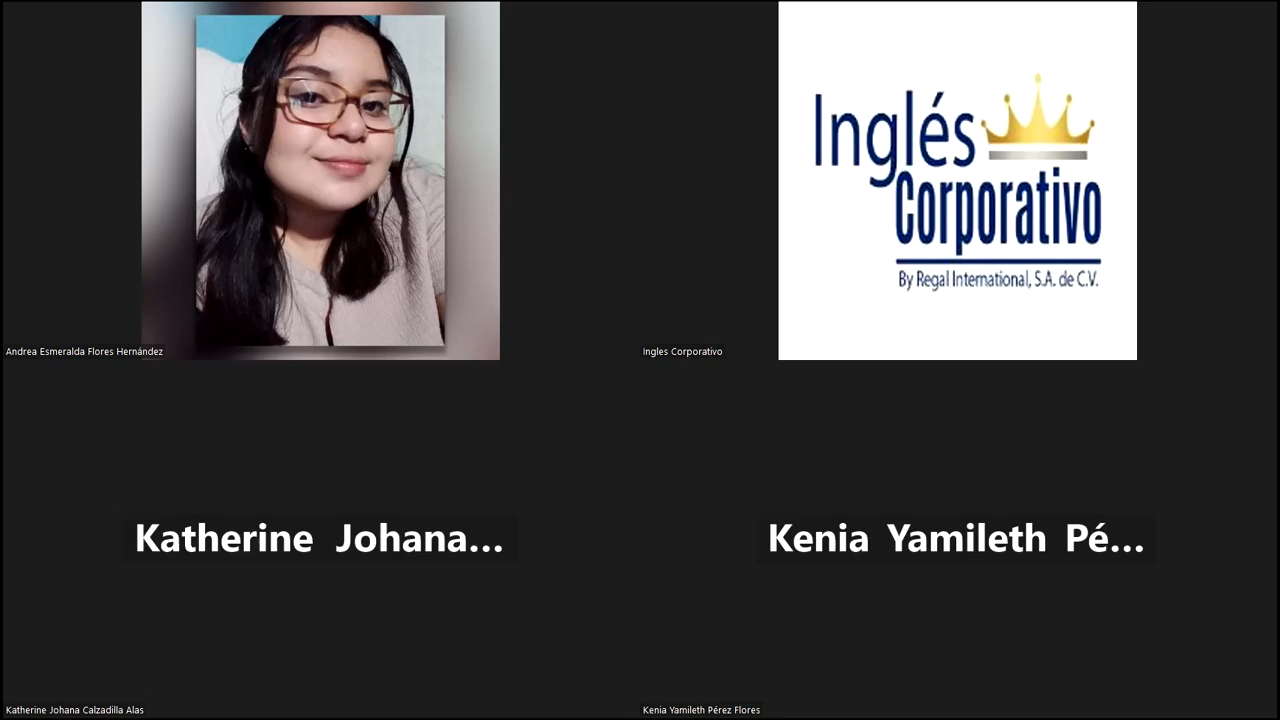 Andrea Esmeralda Flores Hernández
Inglés
Corporativo
By Regal International, S.A. de C.V.
Ingles Corporativo
Katherine Johana...
Kenia Yamileth Pé...
Katherine Johana Calzadilla Alas
Kenia Yamileth Pérez Flores